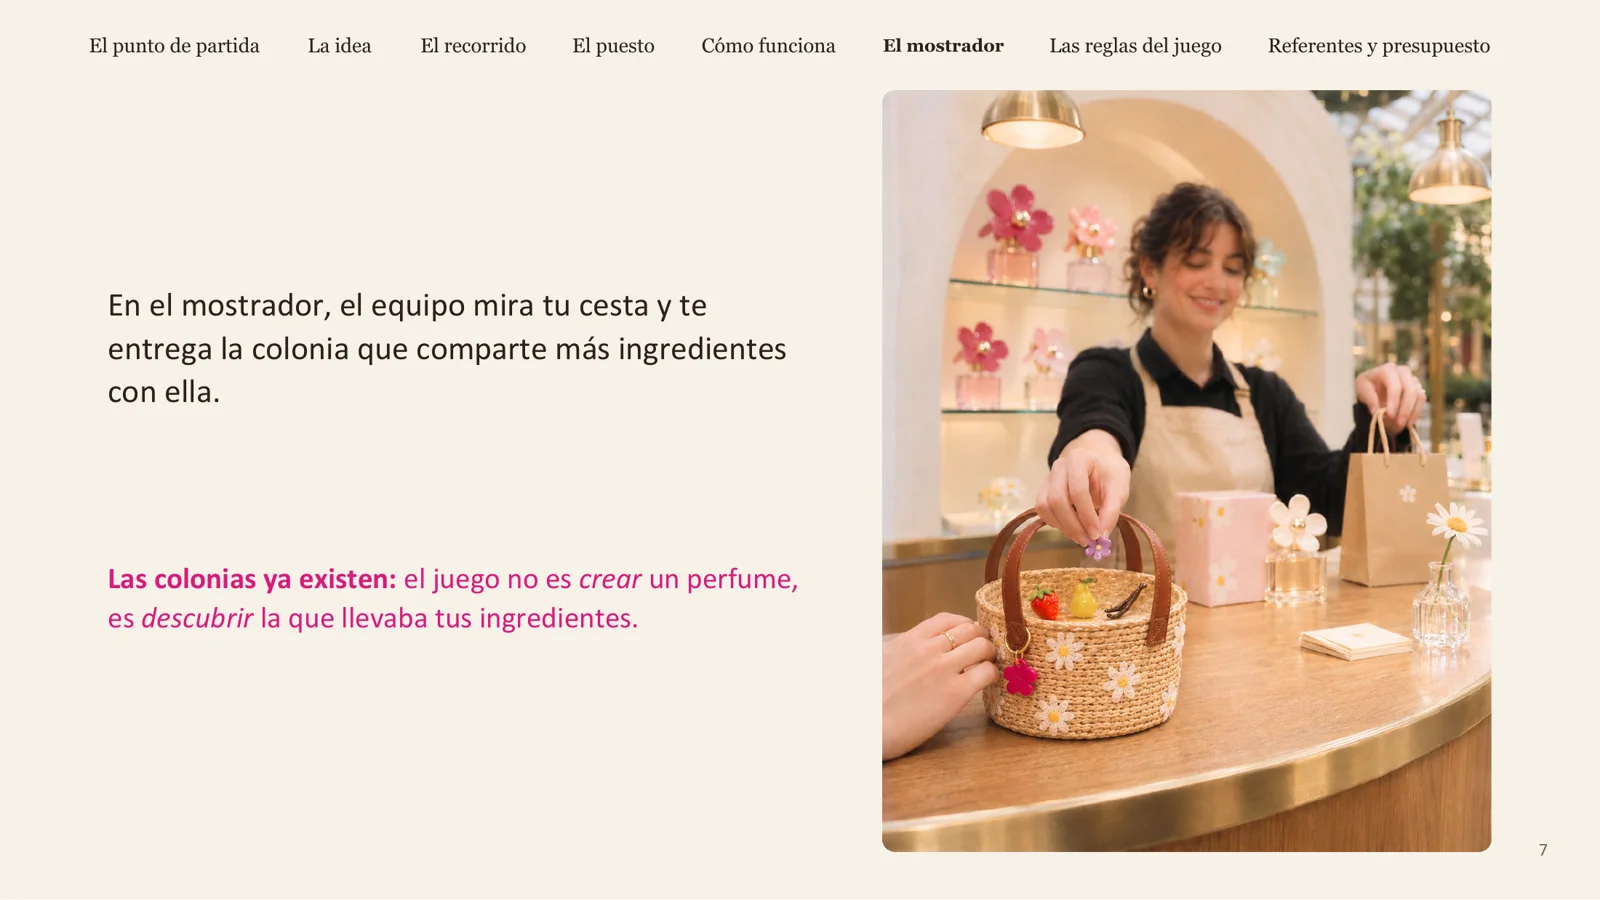 El punto de partida La idea El recorrido El puesto Cómo funciona El mostrador Las reglas del juego Referentes y presupuesto
En el mostrador, el equipo mira tu cesta y te
entrega la colonia que comparte más ingredientes
con ella.
Las colonias ya existen: el juego no es crear un perfume,
es descubrir la que llevaba tus ingredientes.
7